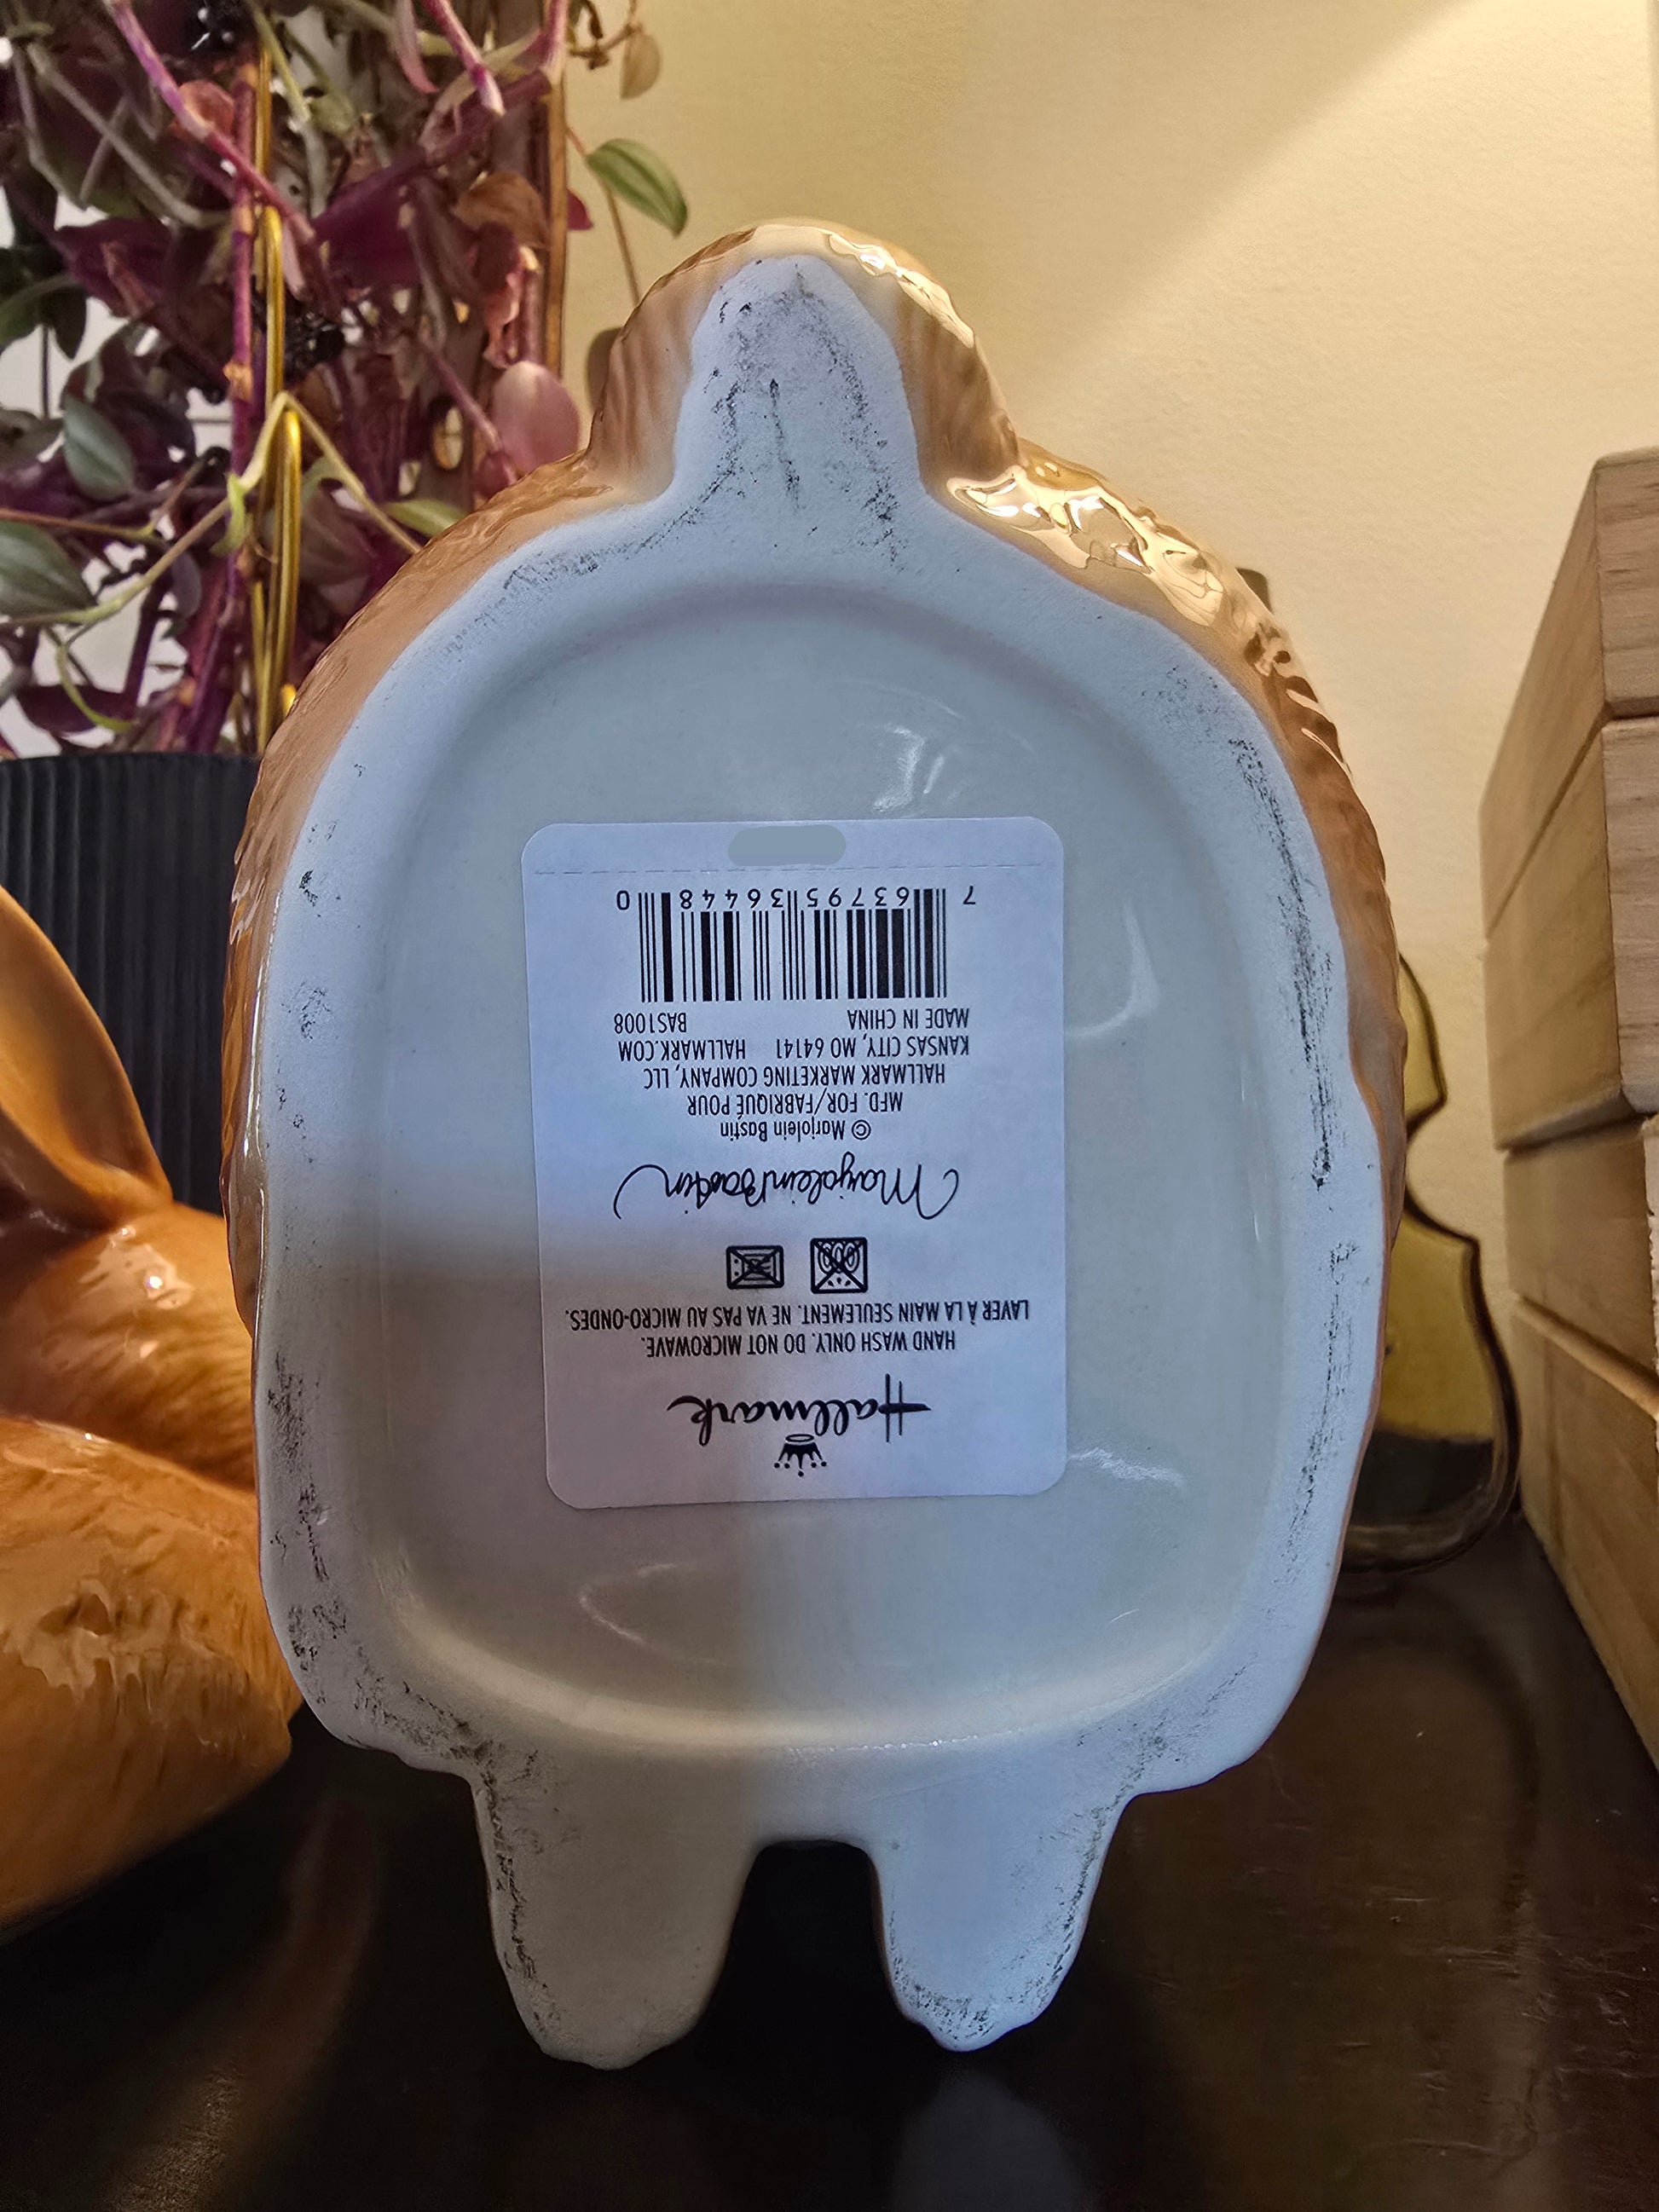 Hallmark
HAND WASH ONLY. DO NOT MICROWAVE.
LAVER À LA MAIN SEULEMENT. NE VA PAS AU MICRO-ONDES.
Marjolein Bastin
© Marjolein Bastin
MFD. FOR/FABRIQUÉ POUR
HALLMARK MARKETING COMPANY, LLC
KANSAS CITY, MO 64141 HALLMARK.COM
MADE IN CHINA BAS1008
7 63795 36448 0